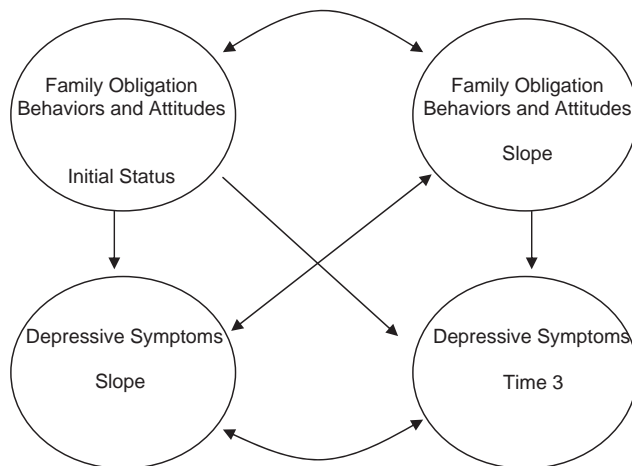 Family Obligation
Behaviors and Attitudes
Initial Status
Family Obligation
Behaviors and Attitudes
Slope
Depressive Symptoms
Slope
Depressive Symptoms
Time 3